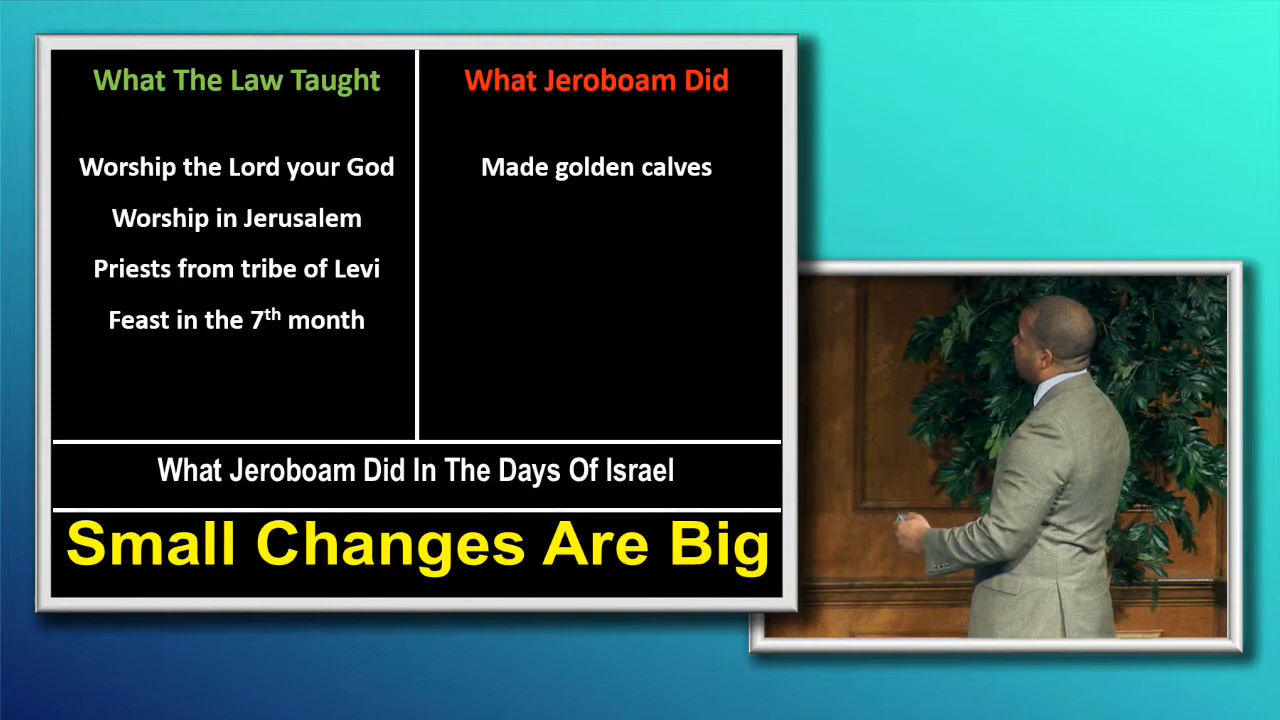 What The Law Taught
Worship the Lord your God
Worship in Jerusalem
Priests from tribe of Levi
Feast in the 7th month
What Jeroboam Did
Made golden calves
What Jeroboam Did In The Days Of Israel
Small Changes Are Big